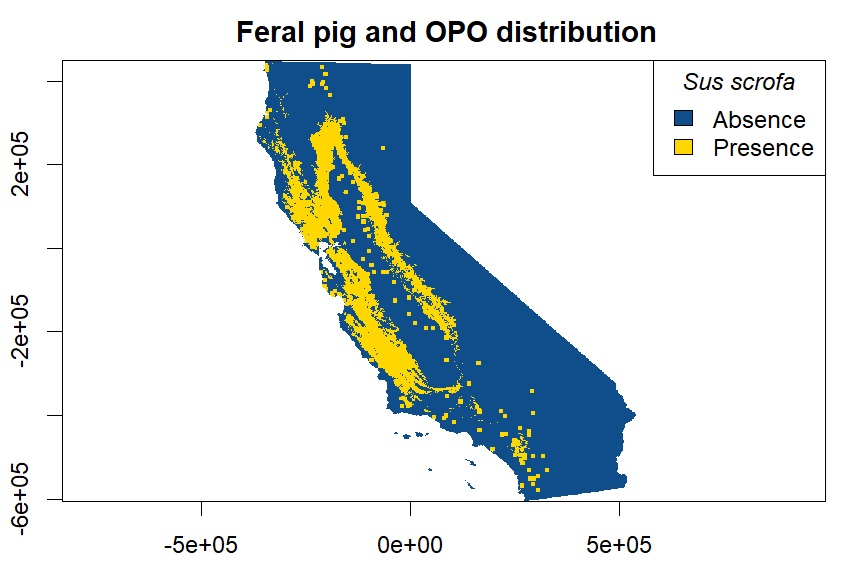 Feral pig and OPO distribution
Sus scrofa
Absence
Presence
2e+05
-2e+05
-6e+05
-5e+05
0e+00
5e+05